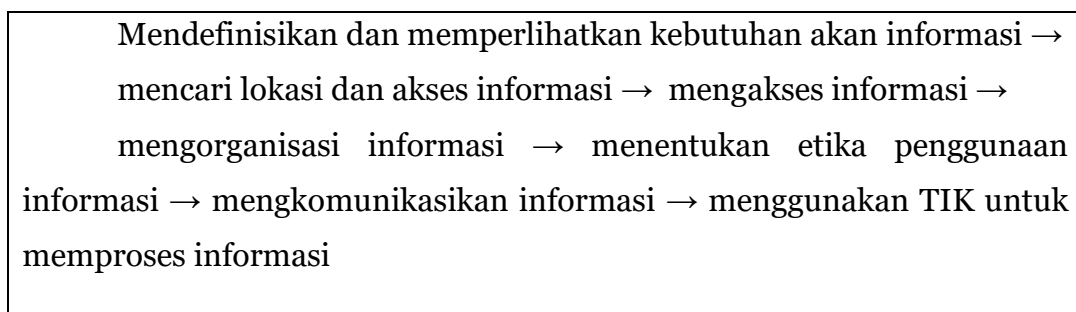 Mendefinisikan dan memperlihatkan kebutuhan akan informasi →
mencari lokasi dan akses informasi → mengakses informasi →
mengorganisasi informasi → menentukan etika penggunaan
informasi → mengkomunikasikan informasi → menggunakan TIK untuk
memproses informasi